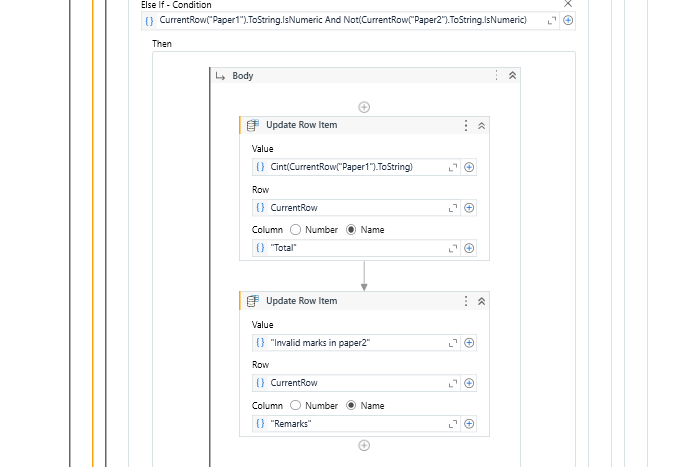 Else If - Condition
CurrentRow("Paper1").ToString.IsNumeric And Not(CurrentRow("Paper2").ToString.IsNumeric)
Then
Body
Update Row Item
Value
Cint(CurrentRow("Paper1").ToString)
Row
CurrentRow
Column Number Name
"Total"
Update Row Item
Value
"Invalid marks in paper2"
Row
CurrentRow
Column Number Name
"Remarks"